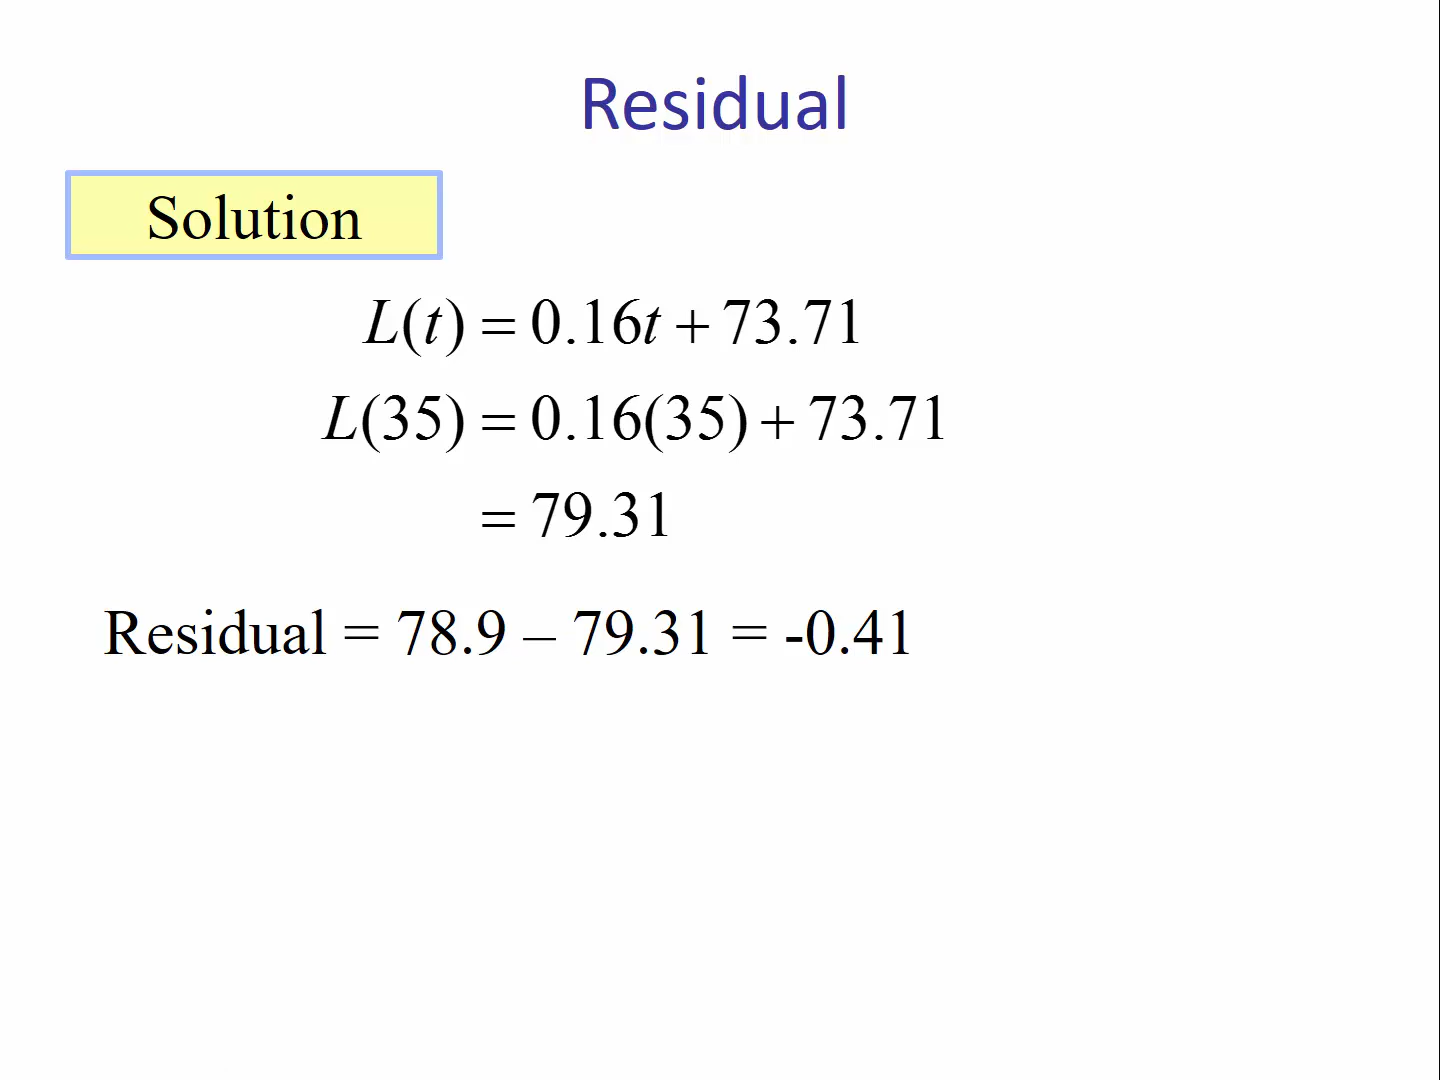 Residual
Solution
L(t) = 0.16t + 73.71
L(35) = 0.16(35) + 73.71
= 79.31
Residual = 78.9 – 79.31 = -0.41